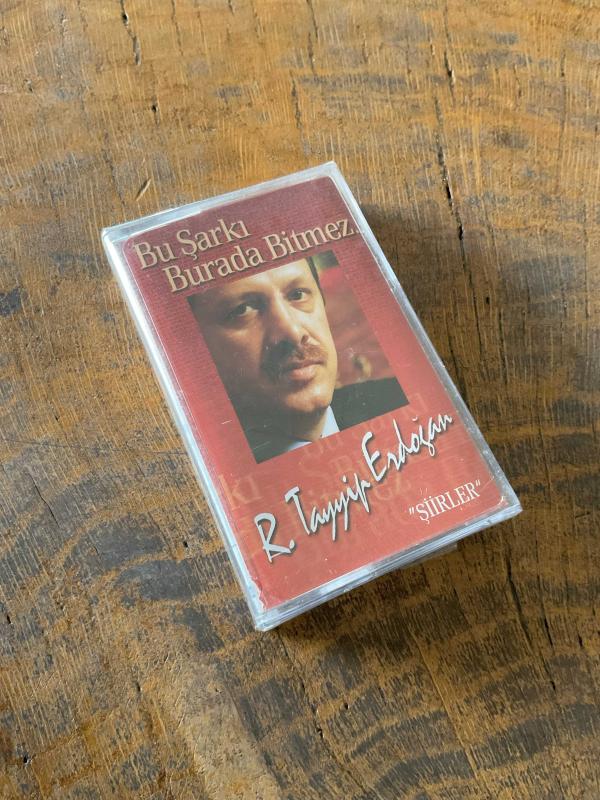 Bu Şarkı
Burada Bitmez...
R. Tayyip Erdoğan
"ŞİİRLER"